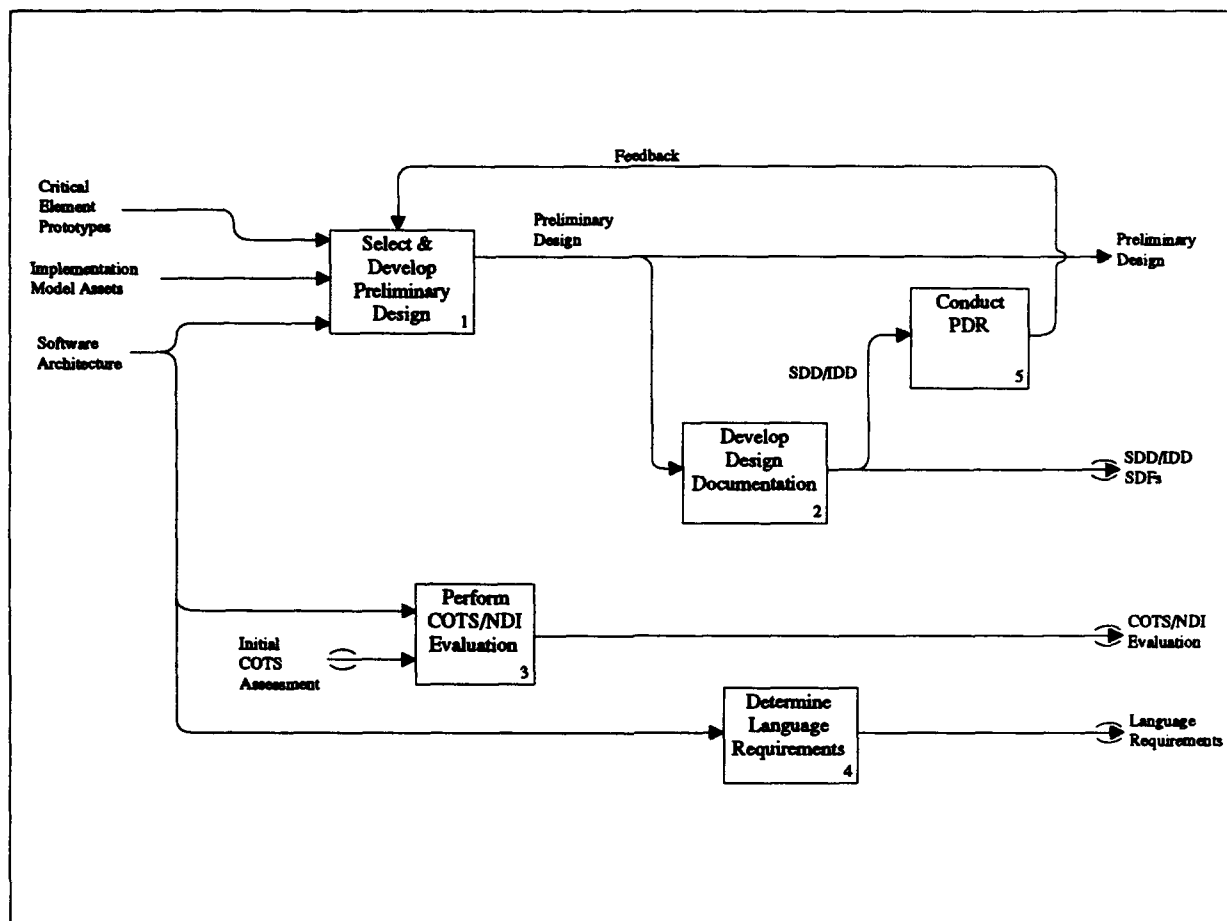 Feedback
Critical
Element
Prototypes
Preliminary
Design
Select &
Develop
Preliminary
Design
1
Preliminary
Design
Implementation
Model Assets
Conduct
PDR
5
Software
Architecture
SDD/IDD
Develop
Design
Documentation
2
SDD/IDD
SDFs
Perform
COTS/NDI
Evaluation
3
COTS/NDI
Evaluation
Initial
COTS
Assessment
Determine
Language
Requirements
4
Language
Requirements